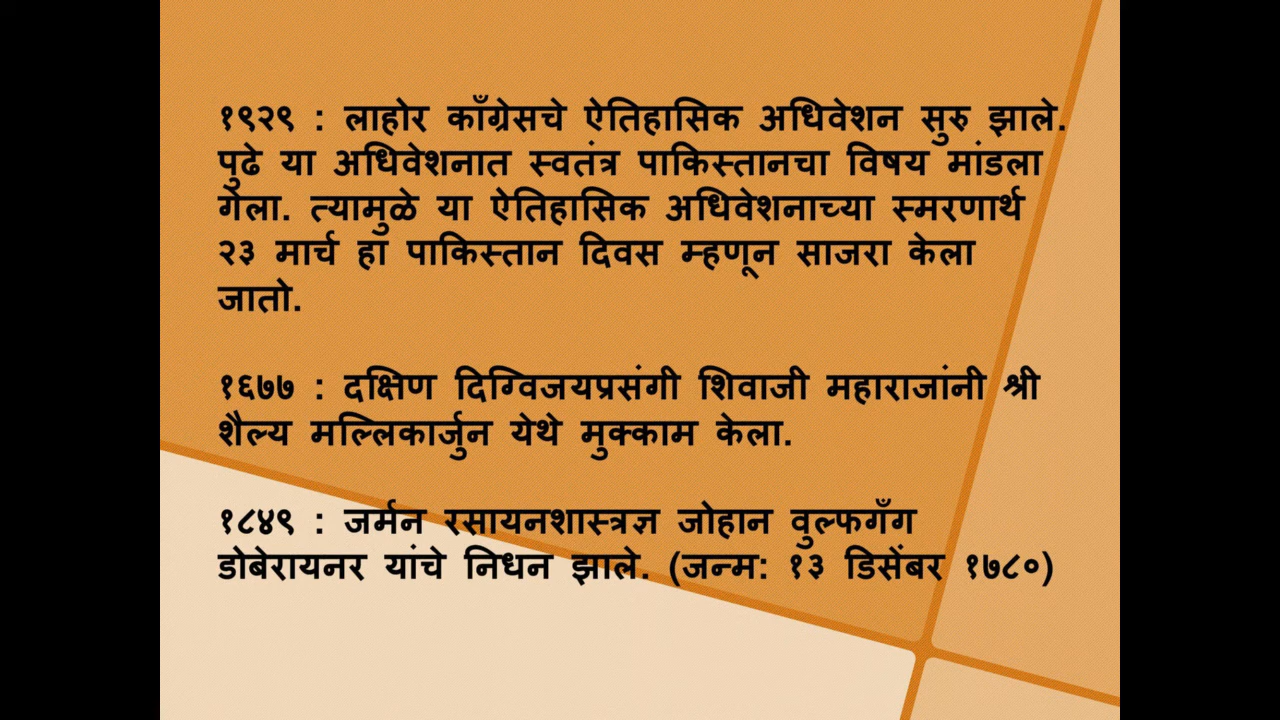 १९२९ : लाहोर काँग्रेसचे ऐतिहासिक अधिवेशन सुरु झाले.
पुढे या अधिवेशनात स्वतंत्र पाकिस्तानचा विषय मांडला
गेला. त्यामुळे या ऐतिहासिक अधिवेशनाच्या स्मरणार्थ
२३ मार्च हा पाकिस्तान दिवस म्हणून साजरा केला
जातो.
१६७७ : दक्षिण दिग्विजयप्रसंगी शिवाजी महाराजांनी श्री
शैल्य मल्लिकार्जुन येथे मुक्काम केला.
१८४९ : जर्मन रसायनशास्त्रज्ञ जोहान वुल्फगँग
डोबेरायनर यांचे निधन झाले. (जन्म: १३ डिसेंबर १७८०)